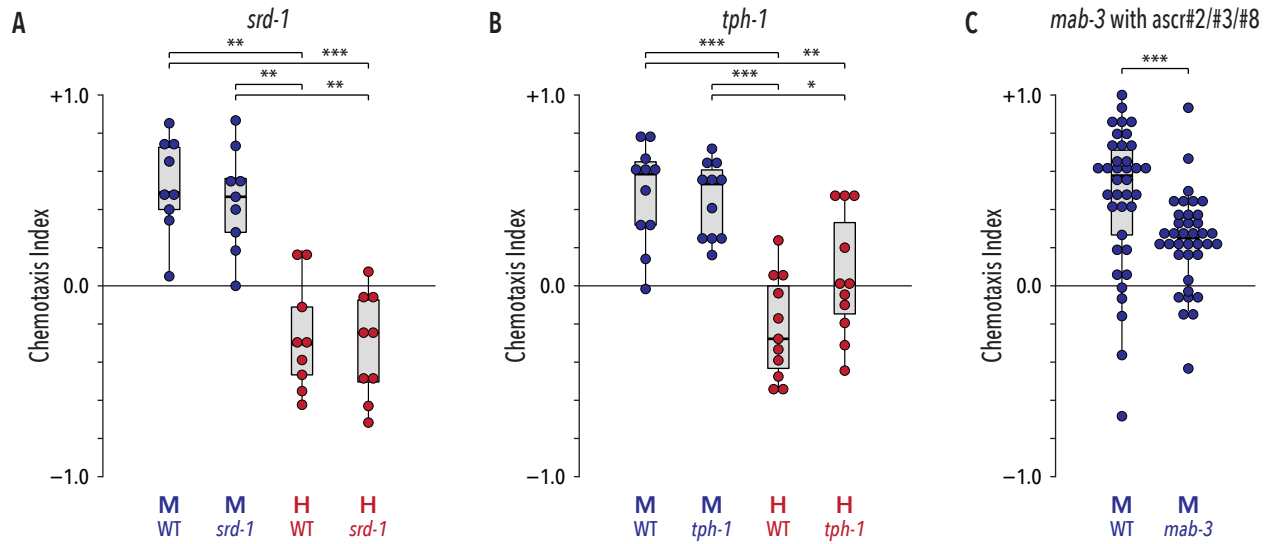 A
srd-1
**
***
**
**
+1.0
0.0
−1.0
Chemotaxis Index
M
M
H
H
WT
srd-1
WT
srd-1
B
tph-1
***
**
***
*
+1.0
0.0
−1.0
Chemotaxis Index
M
M
H
H
WT
tph-1
WT
tph-1
C
mab-3 with ascr#2/#3/#8
***
+1.0
0.0
−1.0
Chemotaxis Index
M
M
WT
mab-3